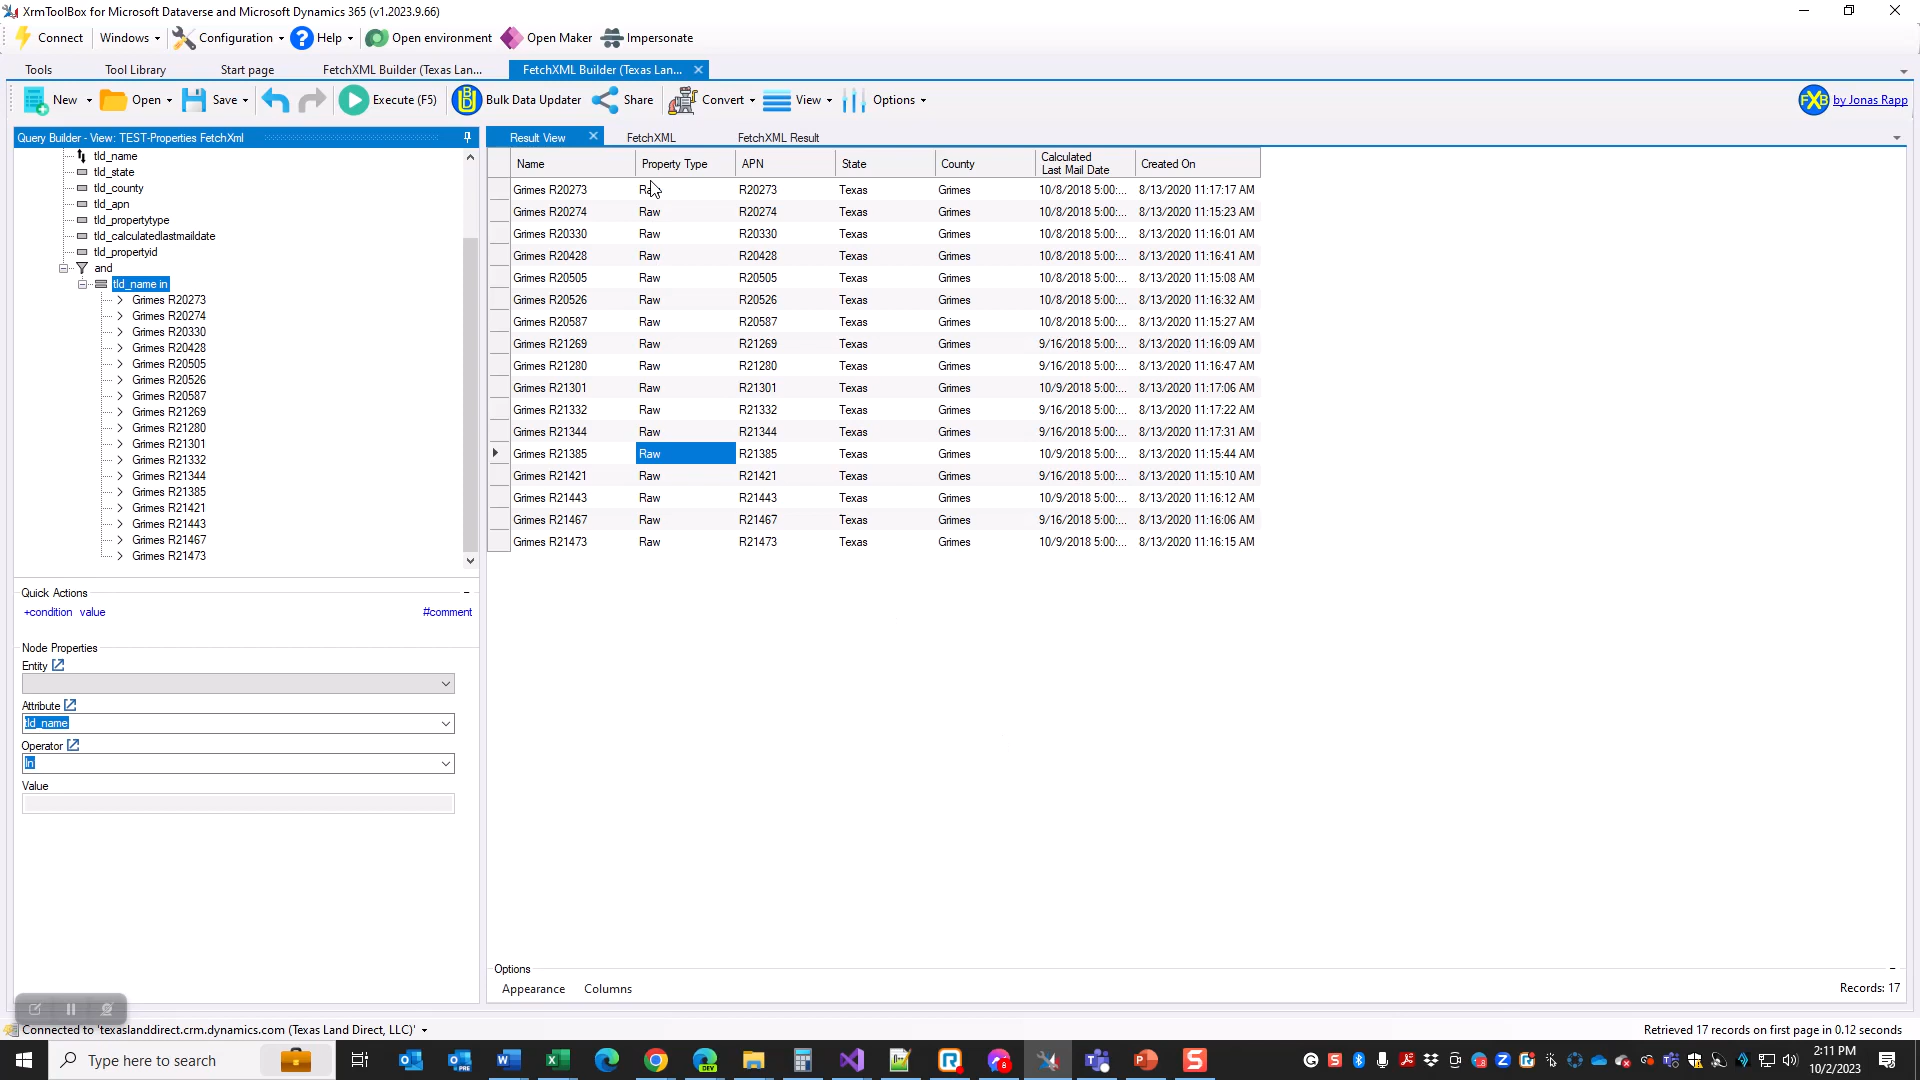 XrmToolBox for Microsoft Dataverse and Microsoft Dynamics 365 (v1.2023.9.66)
Connect Windows Configuration Help Open environment Open Maker Impersonate
Tools Tool Library Start page FetchXML Builder (Texas Lan... FetchXML Builder (Texas Lan...
New Open Save Execute (F5) Bulk Data Updater Share Convert View Options FXB by Jonas Rapp
Query Builder - View: TEST-Properties FetchXml
tld_name
tld_state
tld_county
tld_apn
tld_propertytype
tld_calculatedlastmaildate
tld_propertyid
and
tld_name in
Grimes R20273
Grimes R20274
Grimes R20330
Grimes R20428
Grimes R20505
Grimes R20526
Grimes R20587
Grimes R21269
Grimes R21280
Grimes R21301
Grimes R21332
Grimes R21344
Grimes R21385
Grimes R21421
Grimes R21443
Grimes R21467
Grimes R21473
Quick Actions
+condition value #comment
Node Properties
Entity
Attribute
tld_name
Operator
In
Value
Result View FetchXML FetchXML Result
Name Property Type APN State County Calculated Last Mail Date Created On
Grimes R20273 Raw R20273 Texas Grimes 10/8/2018 5:00:... 8/13/2020 11:17:17 AM
Grimes R20274 Raw R20274 Texas Grimes 10/8/2018 5:00:... 8/13/2020 11:15:23 AM
Grimes R20330 Raw R20330 Texas Grimes 10/8/2018 5:00:... 8/13/2020 11:16:01 AM
Grimes R20428 Raw R20428 Texas Grimes 10/8/2018 5:00:... 8/13/2020 11:16:41 AM
Grimes R20505 Raw R20505 Texas Grimes 10/8/2018 5:00:... 8/13/2020 11:15:08 AM
Grimes R20526 Raw R20526 Texas Grimes 10/8/2018 5:00:... 8/13/2020 11:16:32 AM
Grimes R20587 Raw R20587 Texas Grimes 10/8/2018 5:00:... 8/13/2020 11:15:27 AM
Grimes R21269 Raw R21269 Texas Grimes 9/16/2018 5:00:... 8/13/2020 11:16:09 AM
Grimes R21280 Raw R21280 Texas Grimes 9/16/2018 5:00:... 8/13/2020 11:16:47 AM
Grimes R21301 Raw R21301 Texas Grimes 10/9/2018 5:00:... 8/13/2020 11:17:06 AM
Grimes R21332 Raw R21332 Texas Grimes 9/16/2018 5:00:... 8/13/2020 11:17:22 AM
Grimes R21344 Raw R21344 Texas Grimes 9/16/2018 5:00:... 8/13/2020 11:17:31 AM
Grimes R21385 Raw R21385 Texas Grimes 10/9/2018 5:00:... 8/13/2020 11:15:44 AM
Grimes R21421 Raw R21421 Texas Grimes 9/16/2018 5:00:... 8/13/2020 11:15:10 AM
Grimes R21443 Raw R21443 Texas Grimes 10/9/2018 5:00:... 8/13/2020 11:16:12 AM
Grimes R21467 Raw R21467 Texas Grimes 9/16/2018 5:00:... 8/13/2020 11:16:06 AM
Grimes R21473 Raw R21473 Texas Grimes 10/9/2018 5:00:... 8/13/2020 11:16:15 AM
Options
Appearance Columns Records: 17
Connected to 'texaslanddirect.crm.dynamics.com (Texas Land Direct, LLC)' Retrieved 17 records on first page in 0.12 seconds
Type here to search
2:11 PM
10/2/2023